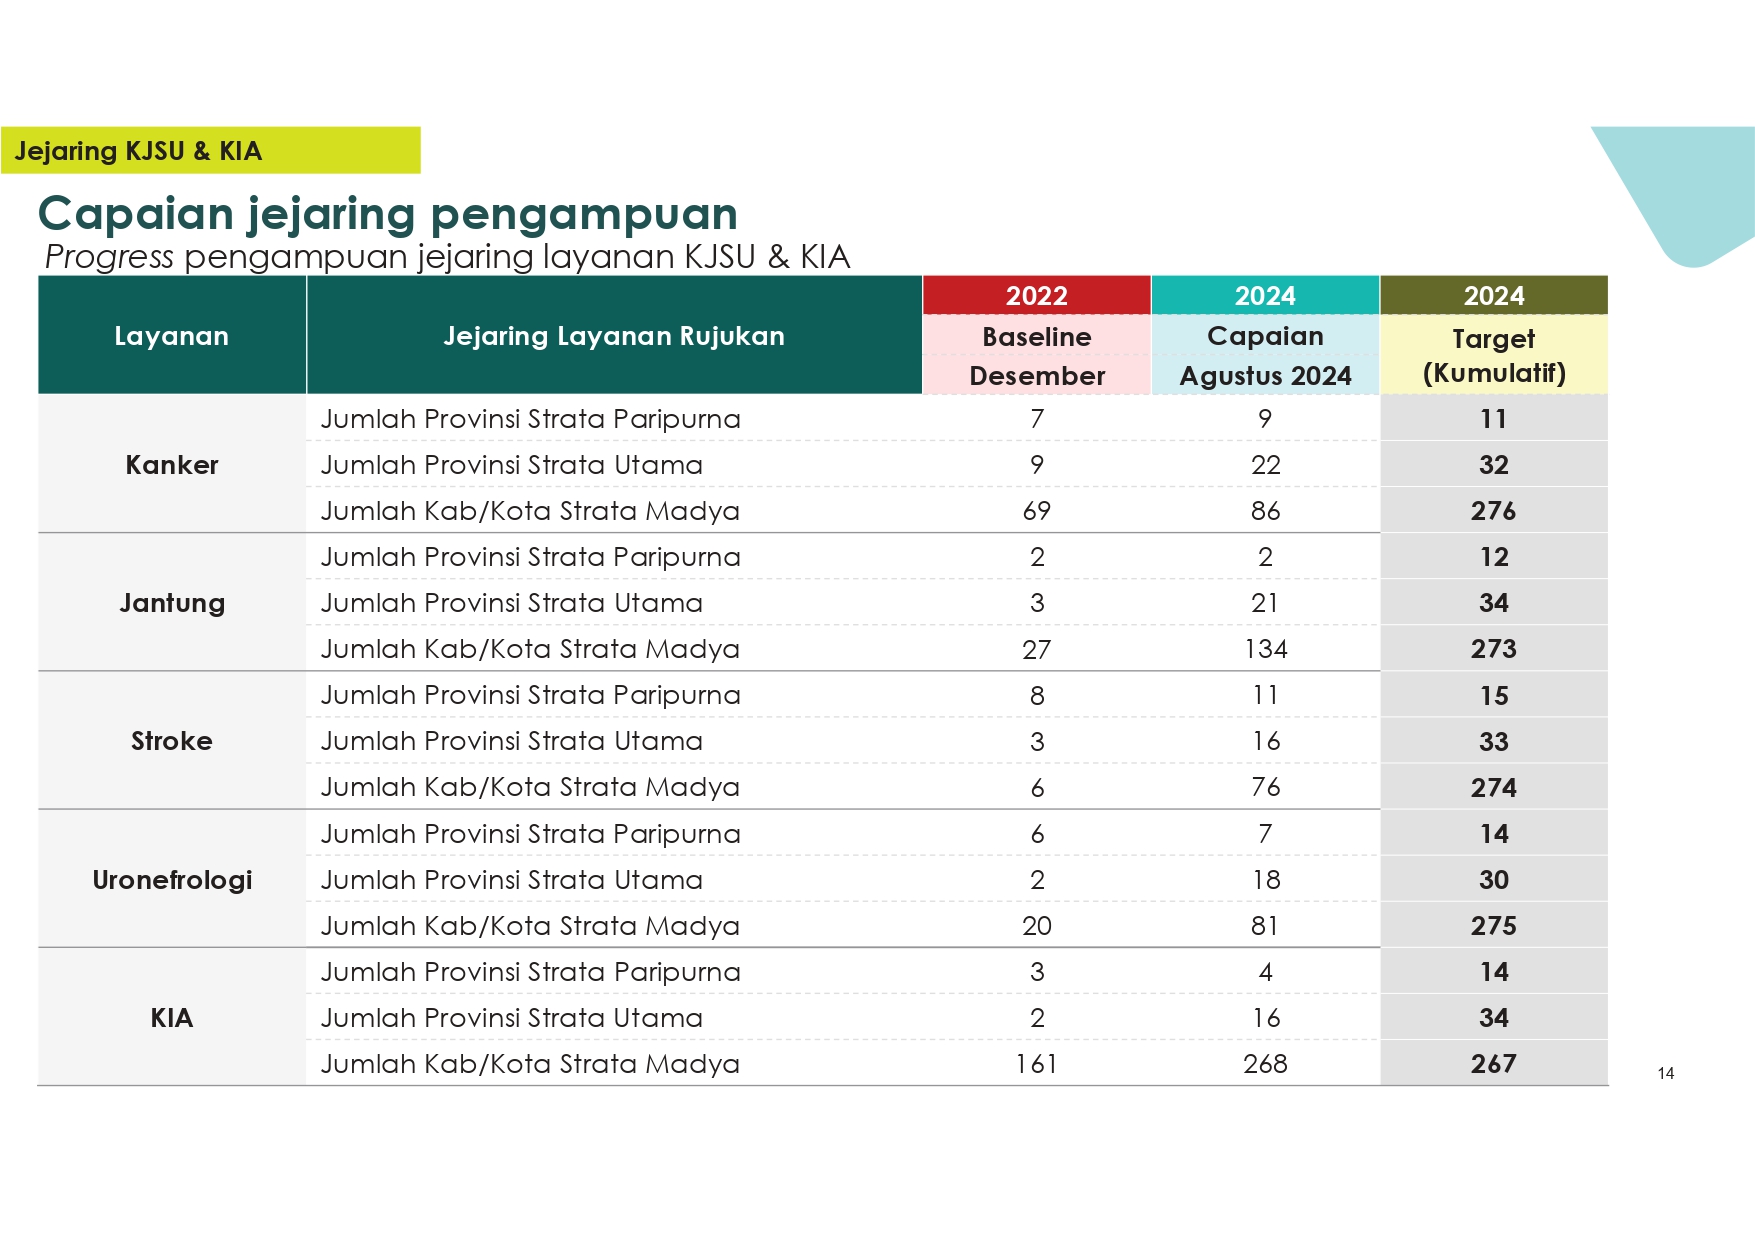 Jejaring KJSU & KIA
Capaian jejaring pengampuan
Progress pengampuan jejaring layanan KJSU & KIA
Layanan Jejaring Layanan Rujukan 2022 2024 2024
Baseline Capaian Target
Desember Agustus 2024 (Kumulatif)
Kanker
Jumlah Provinsi Strata Paripurna 7 9 11
Jumlah Provinsi Strata Utama 9 22 32
Jumlah Kab/Kota Strata Madya 69 86 276
Jantung
Jumlah Provinsi Strata Paripurna 2 2 12
Jumlah Provinsi Strata Utama 3 21 34
Jumlah Kab/Kota Strata Madya 27 134 273
Stroke
Jumlah Provinsi Strata Paripurna 8 11 15
Jumlah Provinsi Strata Utama 3 16 33
Jumlah Kab/Kota Strata Madya 6 76 274
Uronefrologi
Jumlah Provinsi Strata Paripurna 6 7 14
Jumlah Provinsi Strata Utama 2 18 30
Jumlah Kab/Kota Strata Madya 20 81 275
KIA
Jumlah Provinsi Strata Paripurna 3 4 14
Jumlah Provinsi Strata Utama 2 16 34
Jumlah Kab/Kota Strata Madya 161 268 267
14